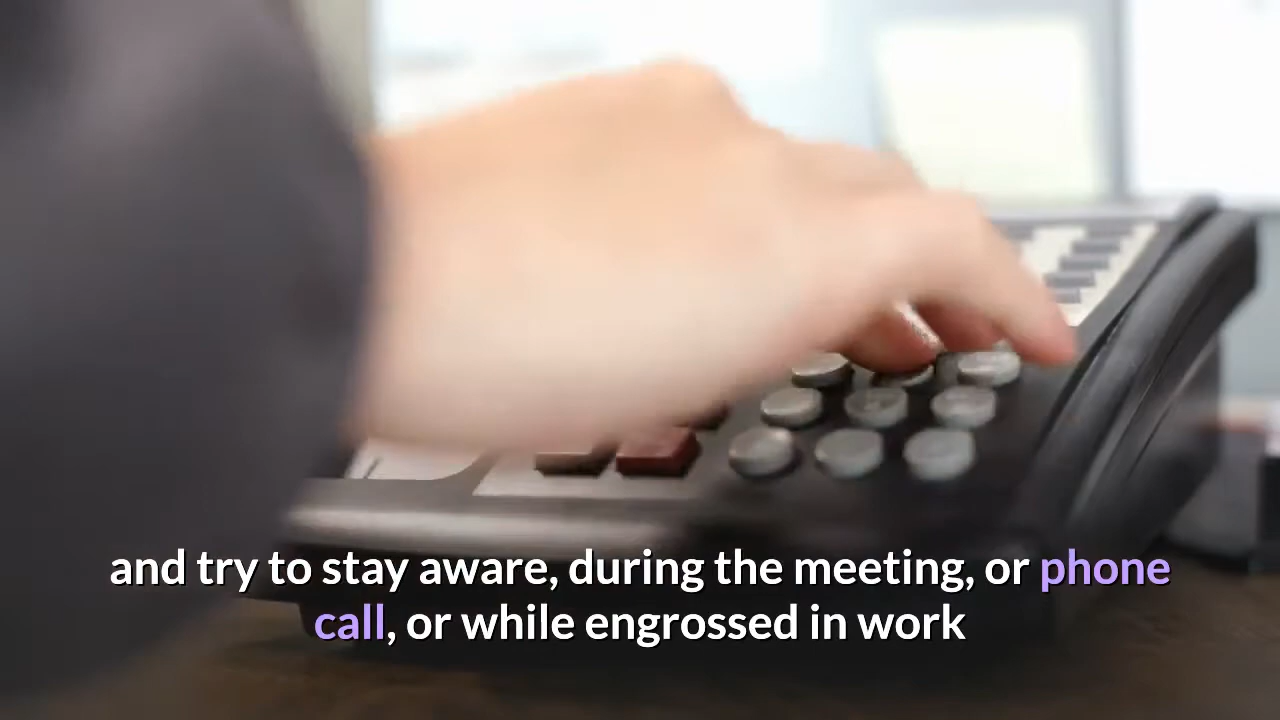 and try to stay aware, during the meeting, or phone
call, or while engrossed in work